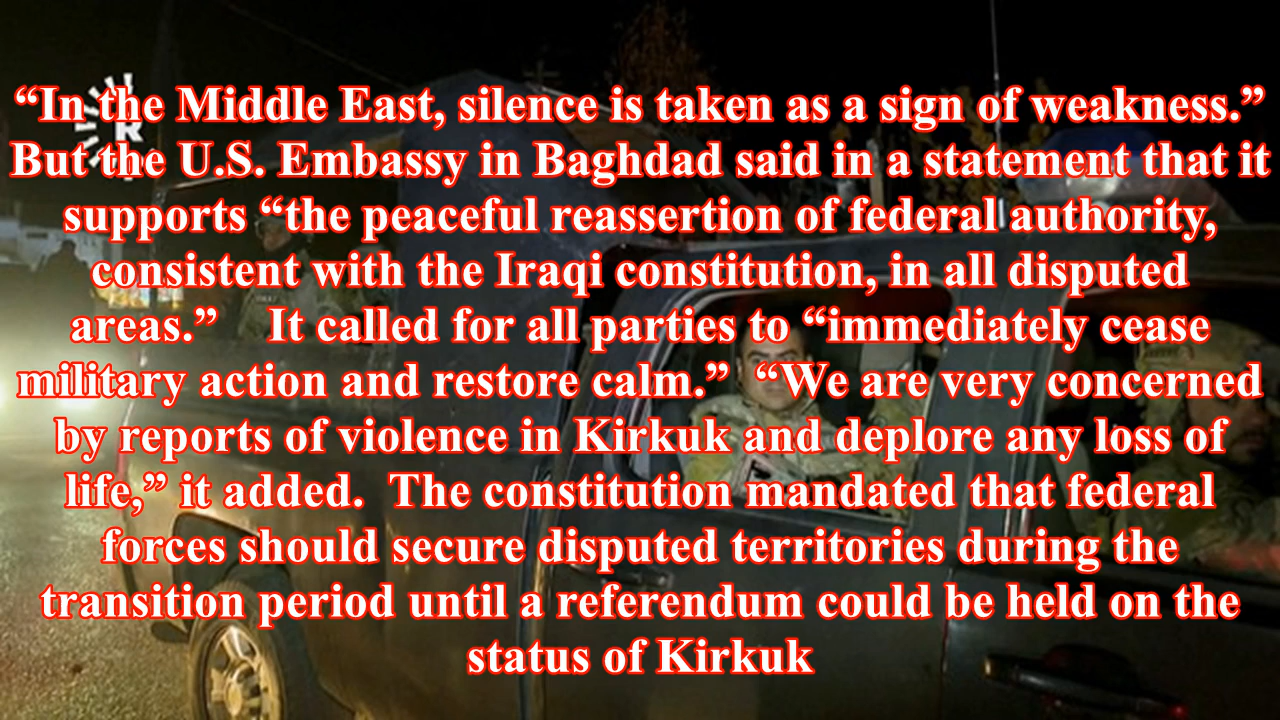 “In the Middle East, silence is taken as a sign of weakness.”
But the U.S. Embassy in Baghdad said in a statement that it
supports “the peaceful reassertion of federal authority,
consistent with the Iraqi constitution, in all disputed
areas.”    It called for all parties to “immediately cease
military action and restore calm.”  “We are very concerned
by reports of violence in Kirkuk and deplore any loss of
life,” it added.  The constitution mandated that federal
forces should secure disputed territories during the
transition period until a referendum could be held on the
status of Kirkuk
R